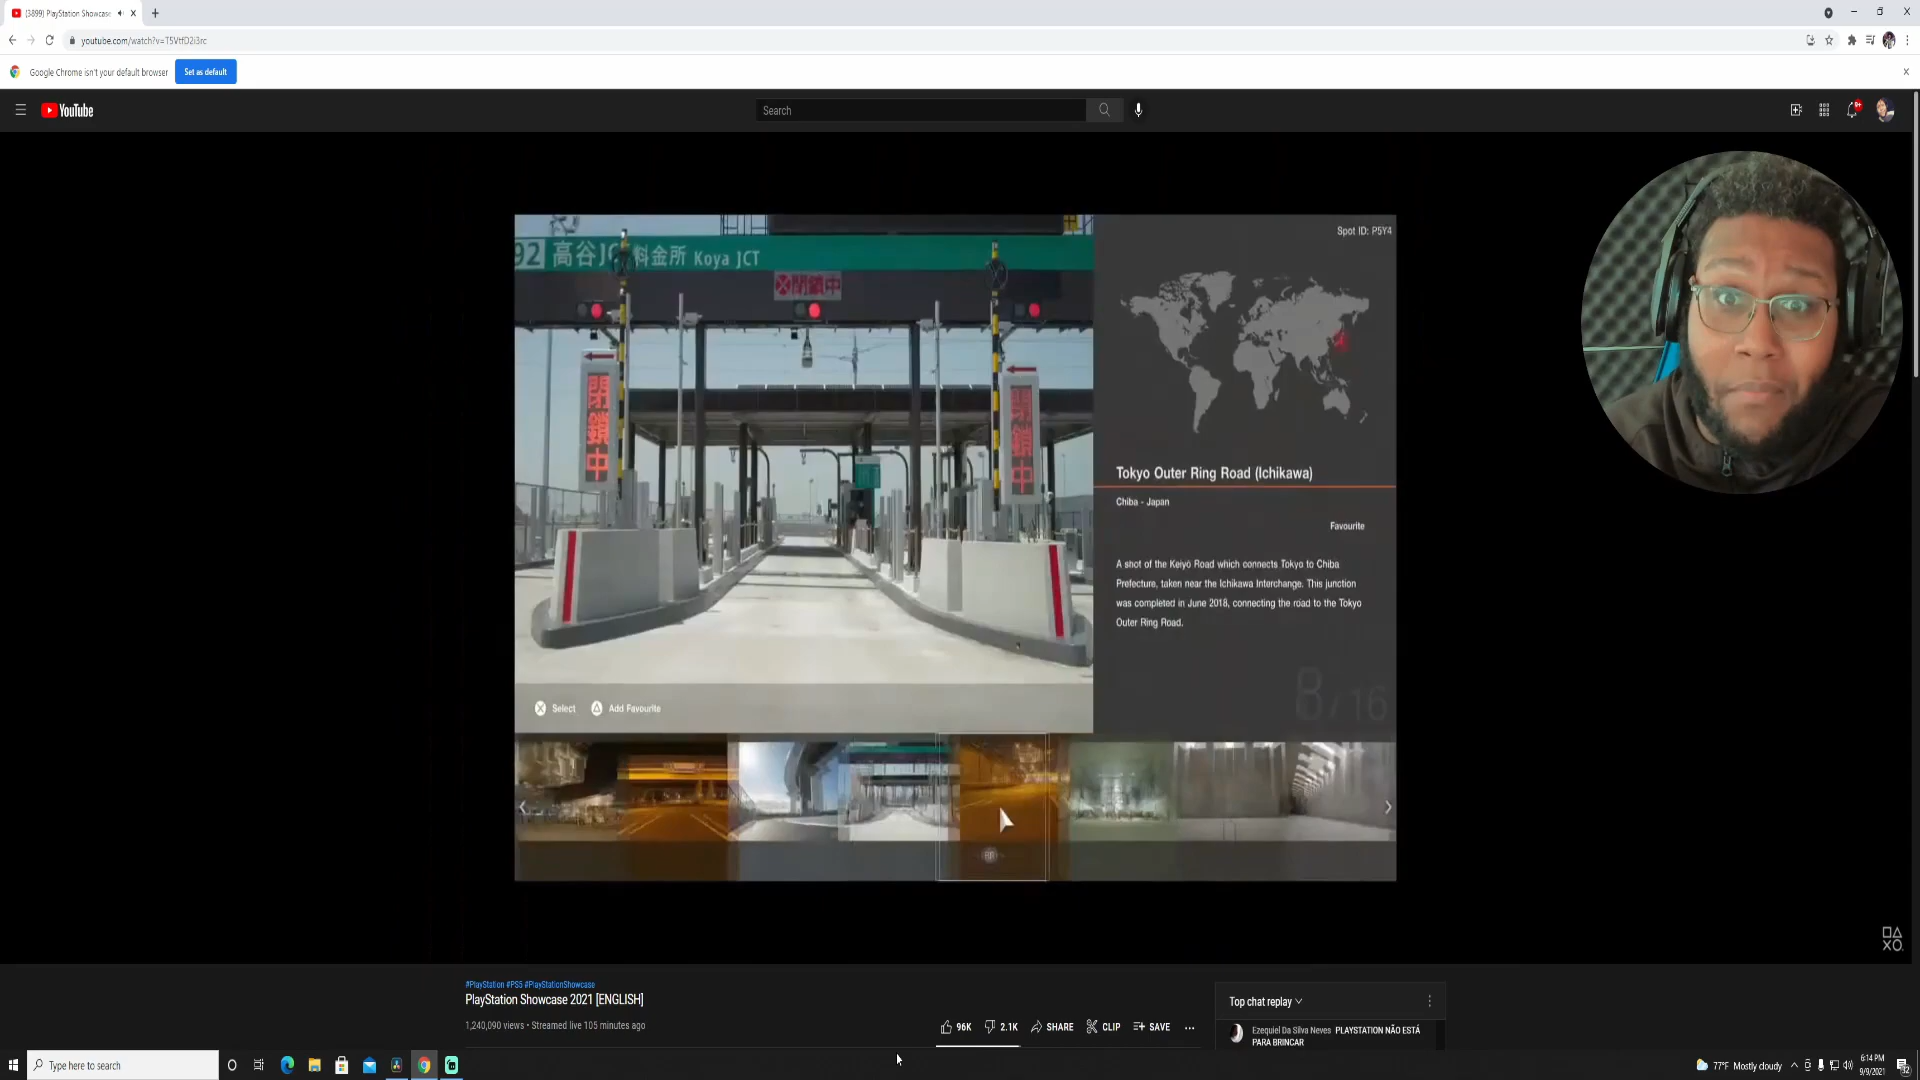 (3899) PlayStation Showcase
youtube.com/watch?v=T5VtfD2i3rc
Google Chrome isn't your default browser
Set as default
YouTube
Search
9+
92 高谷JC 料金所 Koya JCT
閉鎖中
閉鎖中
閉鎖中
Spot ID: P5Y4
Tokyo Outer Ring Road (Ichikawa)
Chiba - Japan
Favourite
A shot of the Keiyō Road which connects Tokyo to Chiba
Prefecture, taken near the Ichikawa Interchange. This junction
was completed in June 2018, connecting the road to the Tokyo
Outer Ring Road.
8/16
Select
Add Favourite
#PlayStation #PS5 #PlayStationShowcase
PlayStation Showcase 2021 [ENGLISH]
1,240,090 views • Streamed live 105 minutes ago
96K
2.1K
SHARE
CLIP
SAVE
Top chat replay
Ezequiel Da Silva Neves PLAYSTATION NÃO ESTÁ
PARA BRINCAR
Type here to search
77°F Mostly cloudy
6:14 PM
9/9/2021